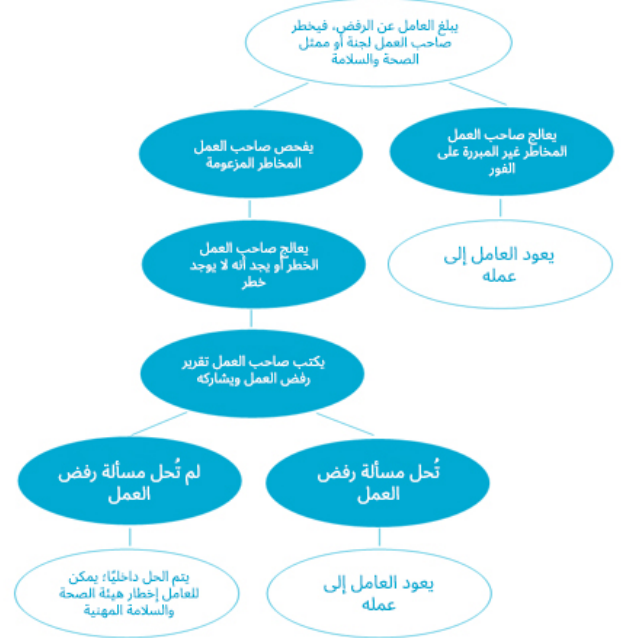 يبلغ العامل عن الرفض، فيخطر
صاحب العمل لجنة أو ممثل
الصحة والسلامة
يعالج صاحب العمل
المخاطر غير المبررة على
الفور
يفحص صاحب العمل
المخاطر المزعومة
يعود العامل إلى
عمله
يعالج صاحب العمل
الخطر أو يجد أنه لا يوجد
خطر
يكتب صاحب العمل تقرير
رفض العمل ويشاركه
تُحل مسألة رفض
العمل
لم تُحل مسألة رفض
العمل
يعود العامل إلى
عمله
يتم الحل داخليًا؛ يمكن
للعامل إخطار هيئة الصحة
والسلامة المهنية